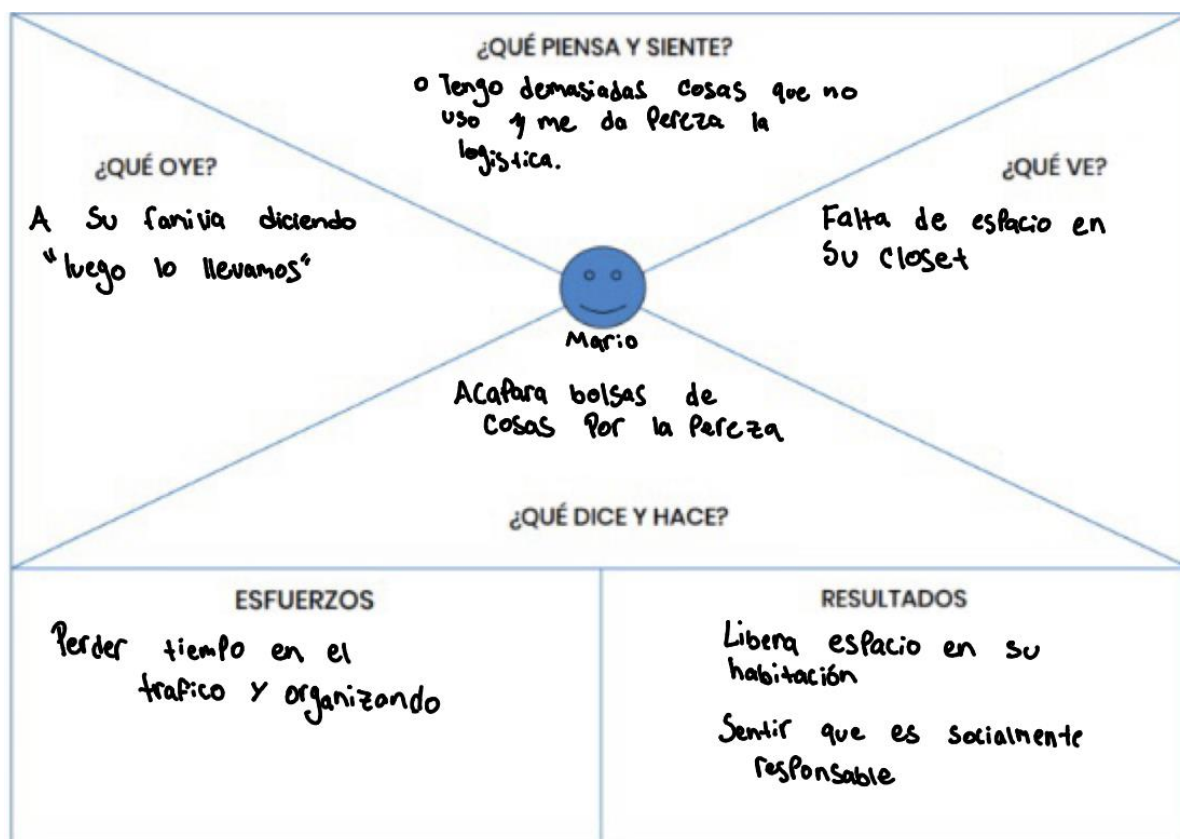 ¿QUÉ PIENSA Y SIENTE?
o Tengo demasiadas cosas que no
uso y me da Pereza la
logística.
¿QUÉ OYE?
A su familia diciendo
"luego lo llevamos"
¿QUÉ VE?
Falta de espacio en
su closet
Mario
Acapara bolsas de
cosas Por la Pereza
¿QUÉ DICE Y HACE?
ESFUERZOS
Perder tiempo en el
trafico y organizando
RESULTADOS
Libera espacio en su
habitación
Sentir que es socialmente
responsable